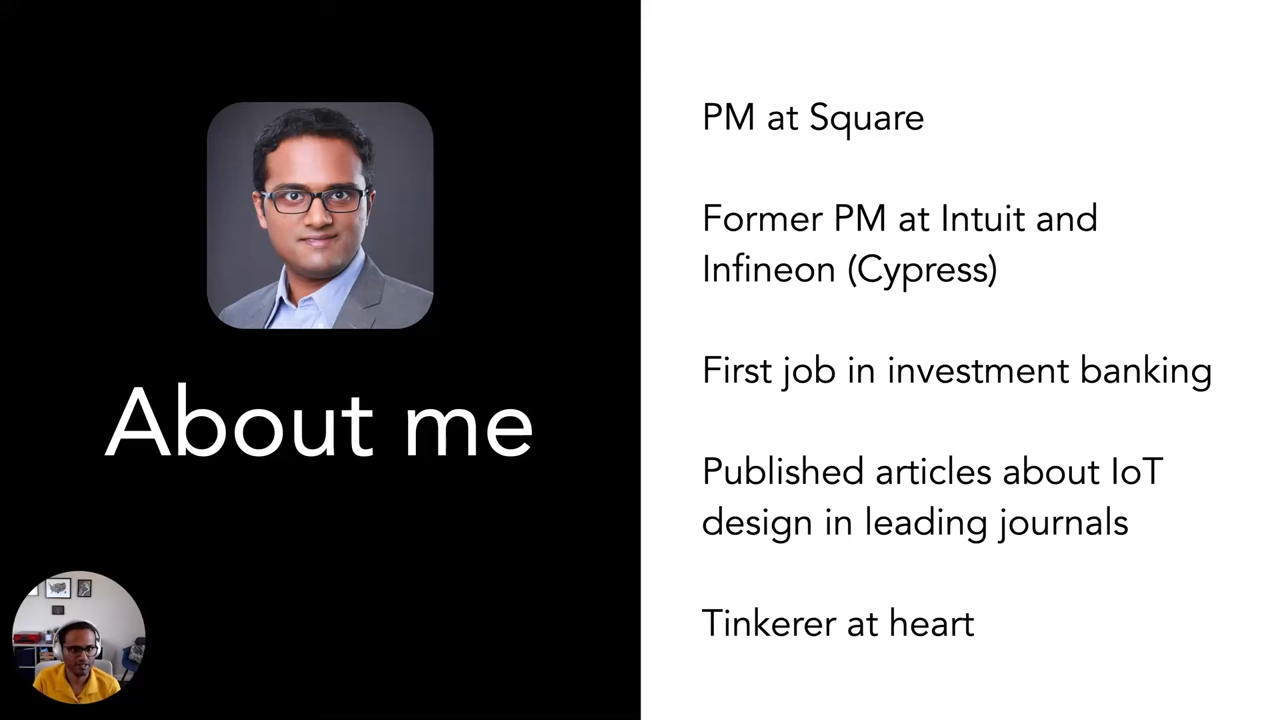 About me
PM at Square
Former PM at Intuit and
Infineon (Cypress)
First job in investment banking
Published articles about IoT
design in leading journals
Tinkerer at heart